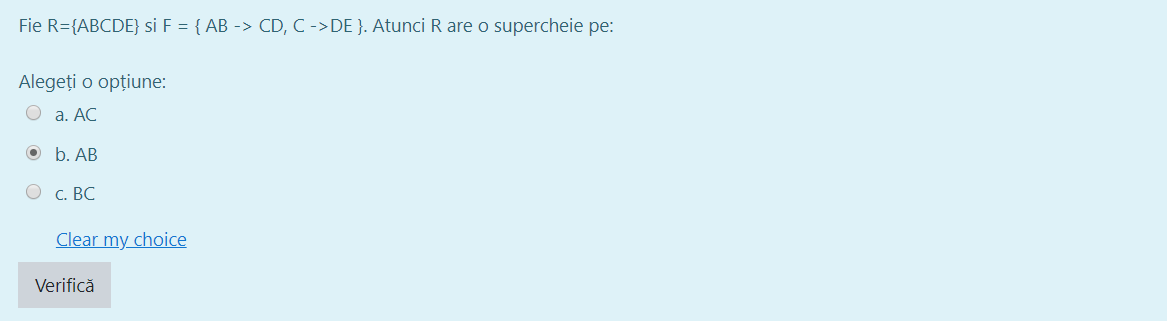 Fie R={ABCDE} si F = { AB -> CD, C ->DE }. Atunci R are o supercheie pe:
Alegeți o opțiune:
a. AC
b. AB
c. BC
Clear my choice
Verifică